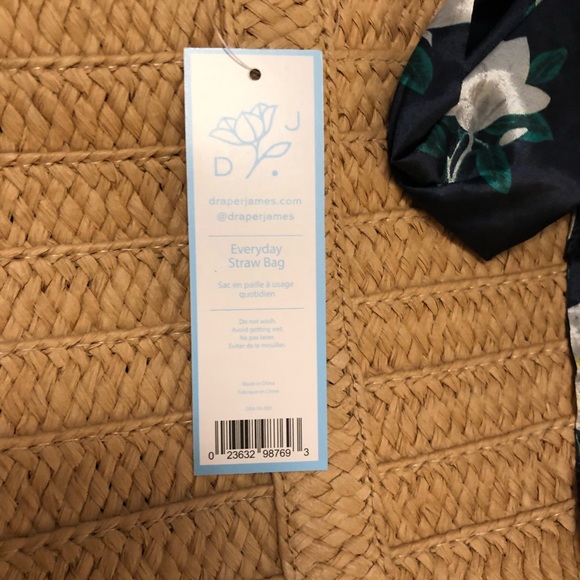 D J
draperjames.com
@draperjames
Everyday
Straw Bag
Sac en paille à usage
quotidien
Do not wash.
Avoid getting wet.
Ne pas laver.
Éviter de le mouiller.
Made in China
Fabriqué en Chine
0 23632 98769 3